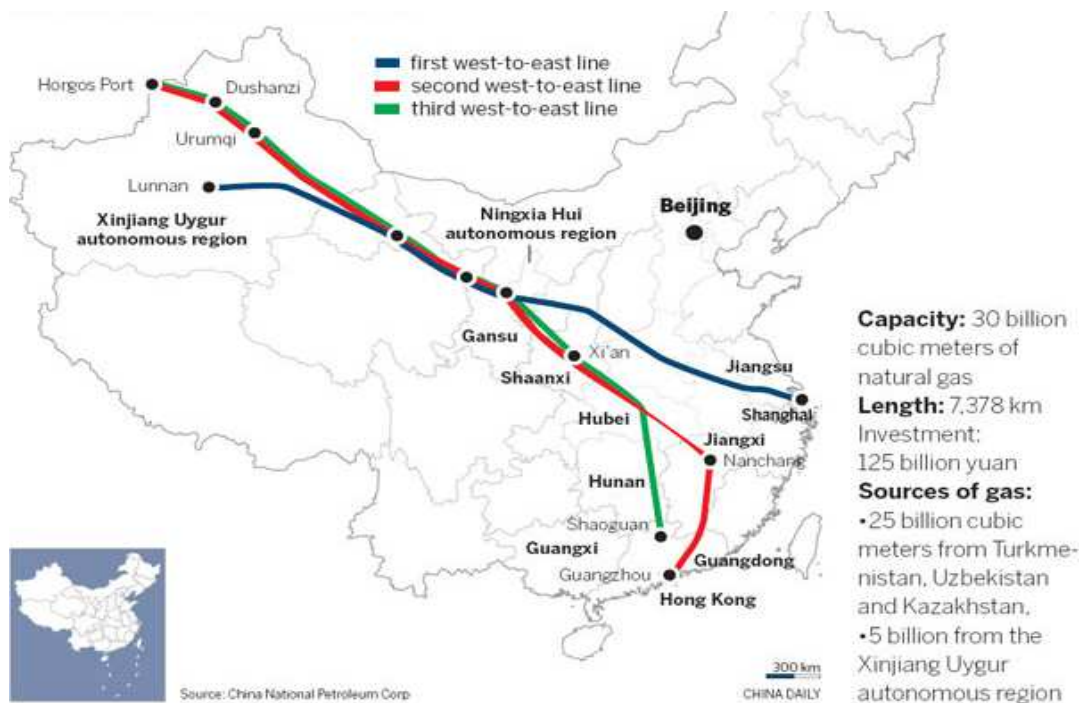 first west-to-east line
second west-to-east line
third west-to-east line
Horgos Port
Dushanzi
Urumqi
Lunnan
Xinjiang Uygur
autonomous region
Ningxia Hui
autonomous region
Beijing
Gansu
Xi'an
Shaanxi
Jiangsu
Shanghai
Hubei
Jiangxi
Nanchang
Hunan
Shaoguan
Guangxi
Guangdong
Guangzhou
Hong Kong
Capacity: 30 billion
cubic meters of
natural gas
Length: 7,378 km
Investment:
125 billion yuan
Sources of gas:
•25 billion cubic
meters from Turkme-
nistan, Uzbekistan
and Kazakhstan,
•5 billion from the
Xinjiang Uygur
autonomous region
300 km
Source: China National Petroleum Corp
CHINA DAILY